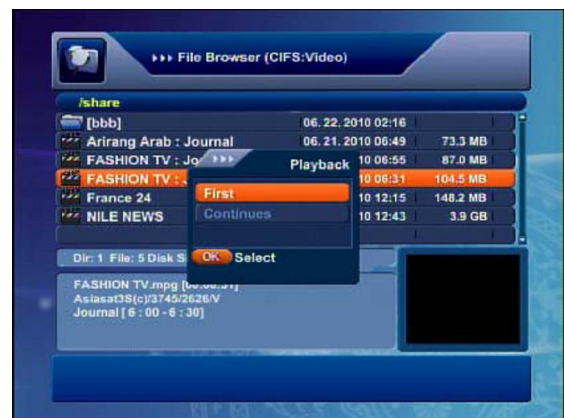 ►►► File Browser (CIFS:Video)
/share
[bbb] 06. 22. 2010 02:16
Arirang Arab : Journal 06. 21. 2010 06:49 73.3 MB
FASHION TV : Jo 10 06:55 87.0 MB
FASHION TV : J 10 06:31 104.5 MB
France 24 10 12:15 148.2 MB
NILE NEWS 10 12:43 3.9 GB
►►► Playback
First
Continues
OK Select
Dir: 1 File: 5 Disk S
FASHION TV.mpg [00:00:31]
Asiasat3S(c)/3745/2626/V
Journal [ 6 : 00 - 6 : 30]